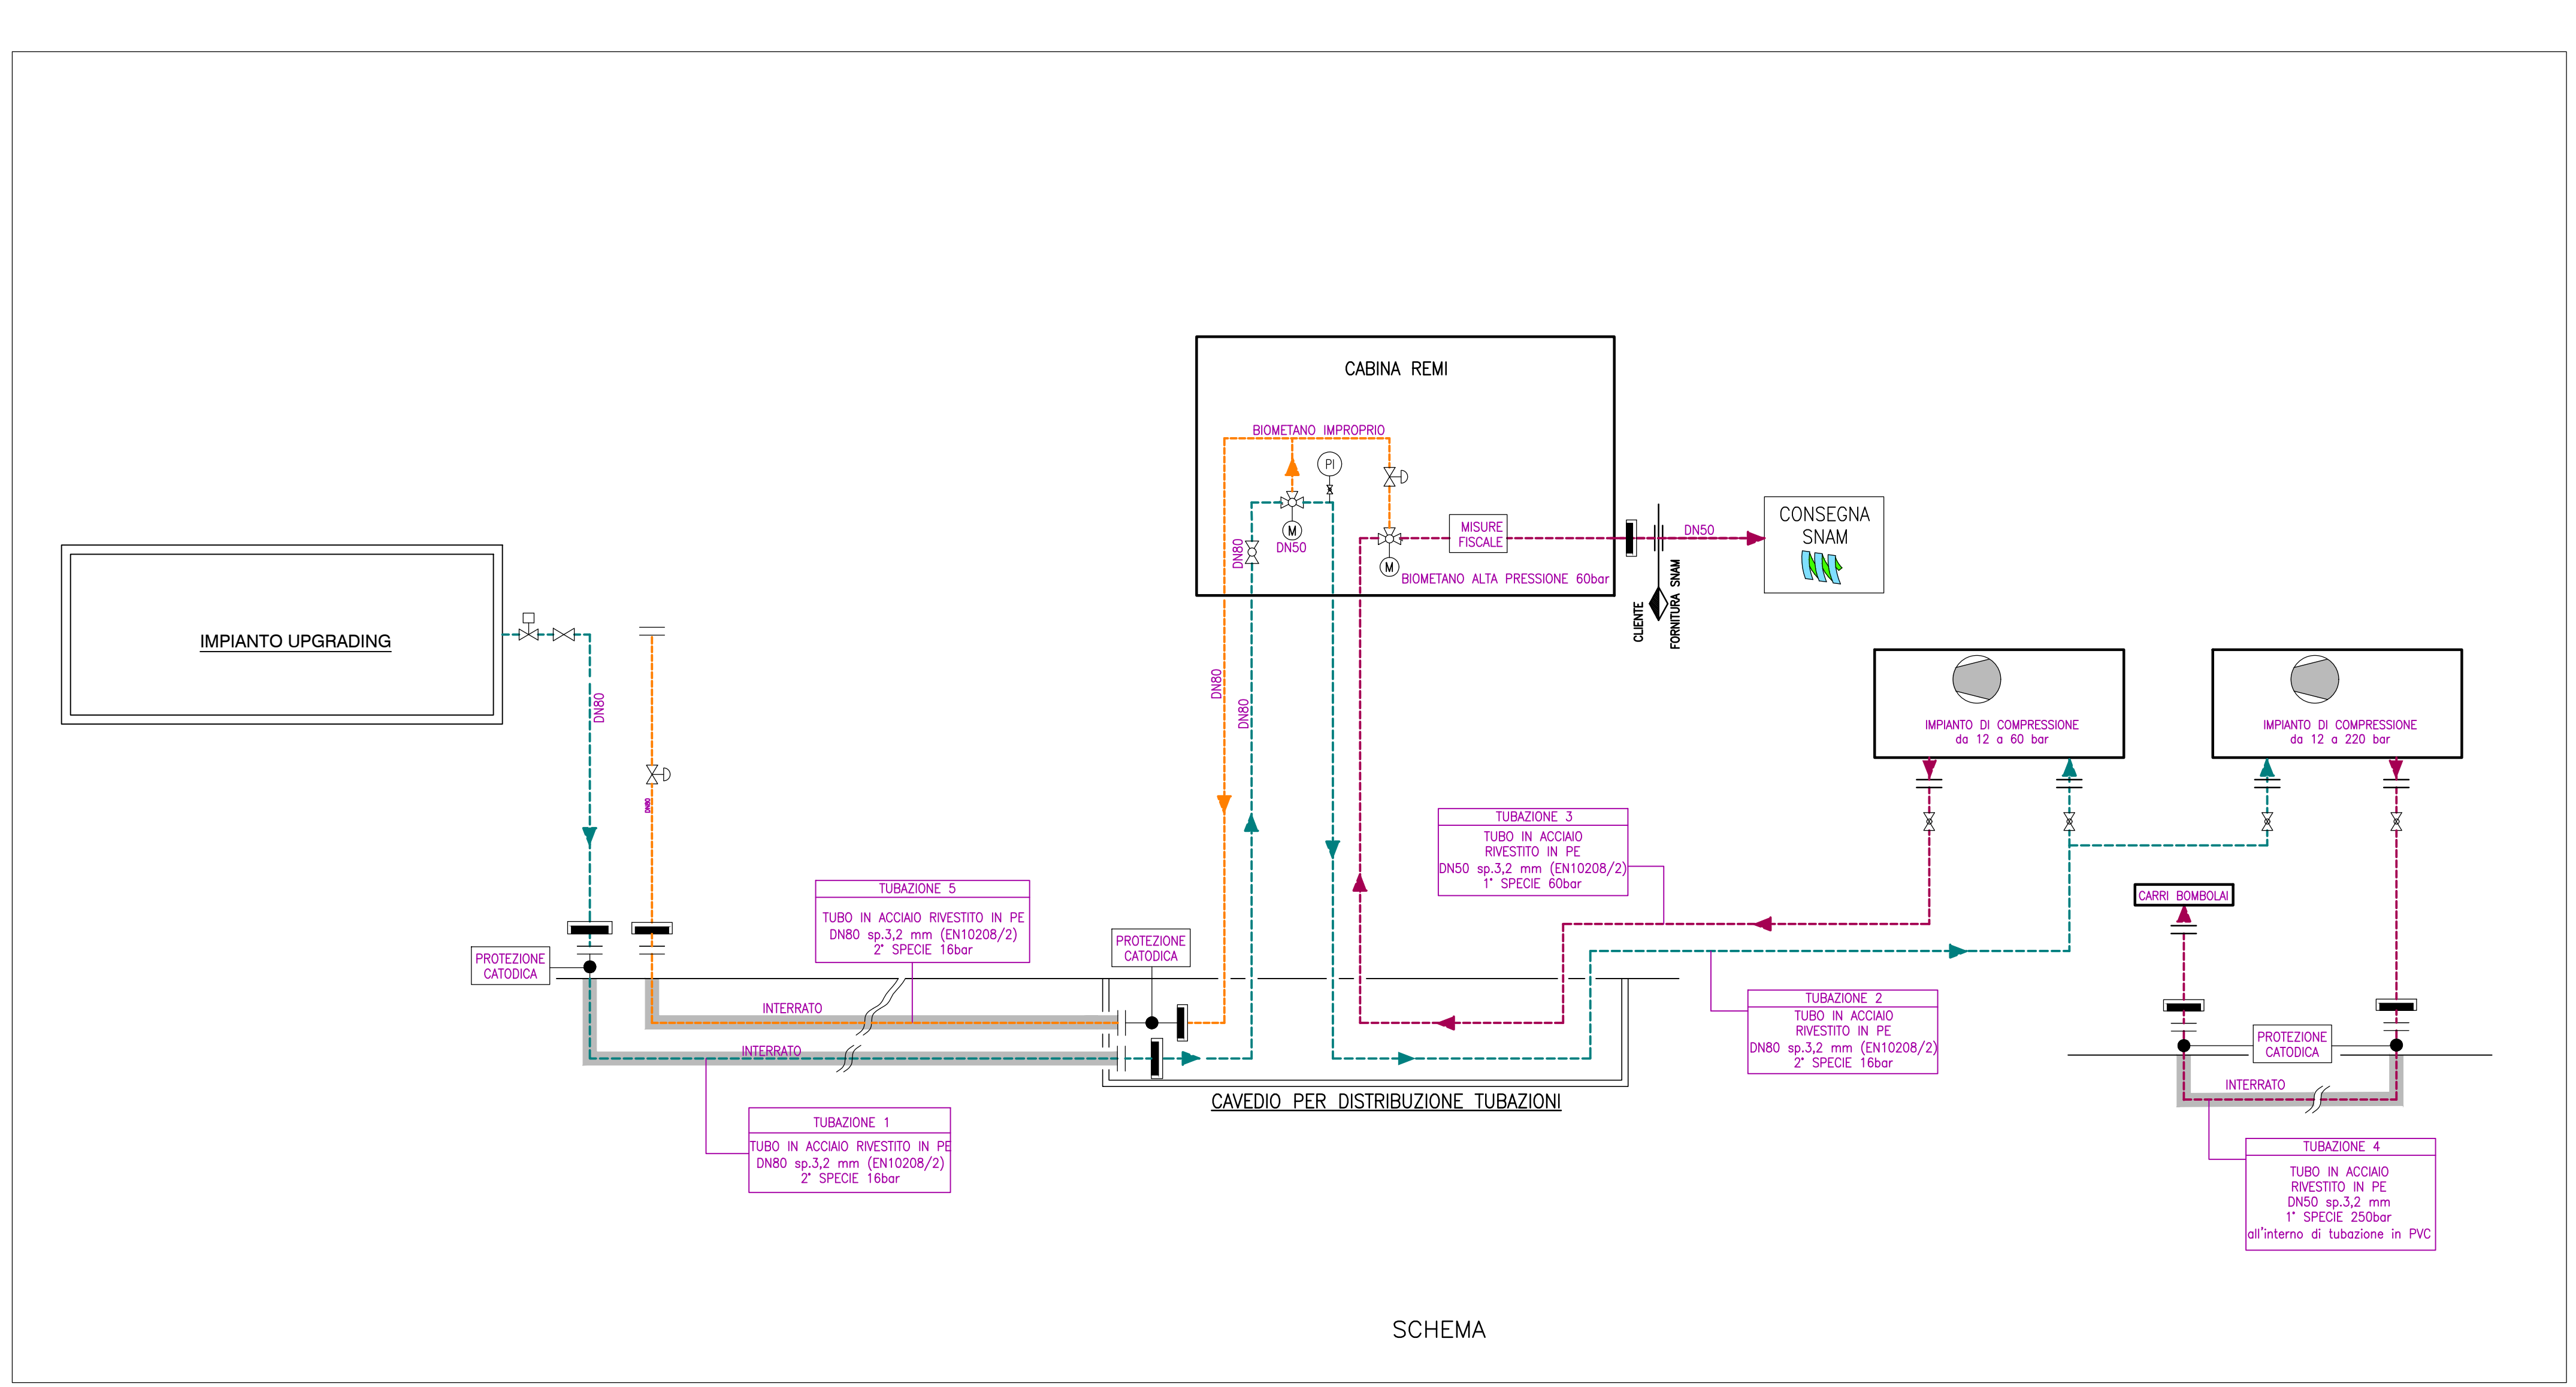 CABINA REMI
BIOMETANO IMPROPRIO
PI
M
DN50
DN80
M
MISURE
FISCALE
BIOMETANO ALTA PRESSIONE 60bar
DN50
CLIENTE
FORNITURA SNAM
CONSEGNA
SNAM
IMPIANTO UPGRADING
DN80
DN80
DN80
DN80
IMPIANTO DI COMPRESSIONE
da 12 a 60 bar
IMPIANTO DI COMPRESSIONE
da 12 a 220 bar
TUBAZIONE 3
TUBO IN ACCIAIO
RIVESTITO IN PE
DN50 sp.3,2 mm (EN10208/2)
1° SPECIE 60bar
CARRI BOMBOLAI
TUBAZIONE 5
TUBO IN ACCIAIO RIVESTITO IN PE
DN80 sp.3,2 mm (EN10208/2)
2° SPECIE 16bar
PROTEZIONE
CATODICA
PROTEZIONE
CATODICA
INTERRATO
INTERRATO
TUBAZIONE 2
TUBO IN ACCIAIO
RIVESTITO IN PE
DN80 sp.3,2 mm (EN10208/2)
2° SPECIE 16bar
PROTEZIONE
CATODICA
INTERRATO
CAVEDIO PER DISTRIBUZIONE TUBAZIONI
TUBAZIONE 1
TUBO IN ACCIAIO RIVESTITO IN PE
DN80 sp.3,2 mm (EN10208/2)
2° SPECIE 16bar
TUBAZIONE 4
TUBO IN ACCIAIO
RIVESTITO IN PE
DN50 sp.3,2 mm
1° SPECIE 250bar
all'interno di tubazione in PVC
SCHEMA